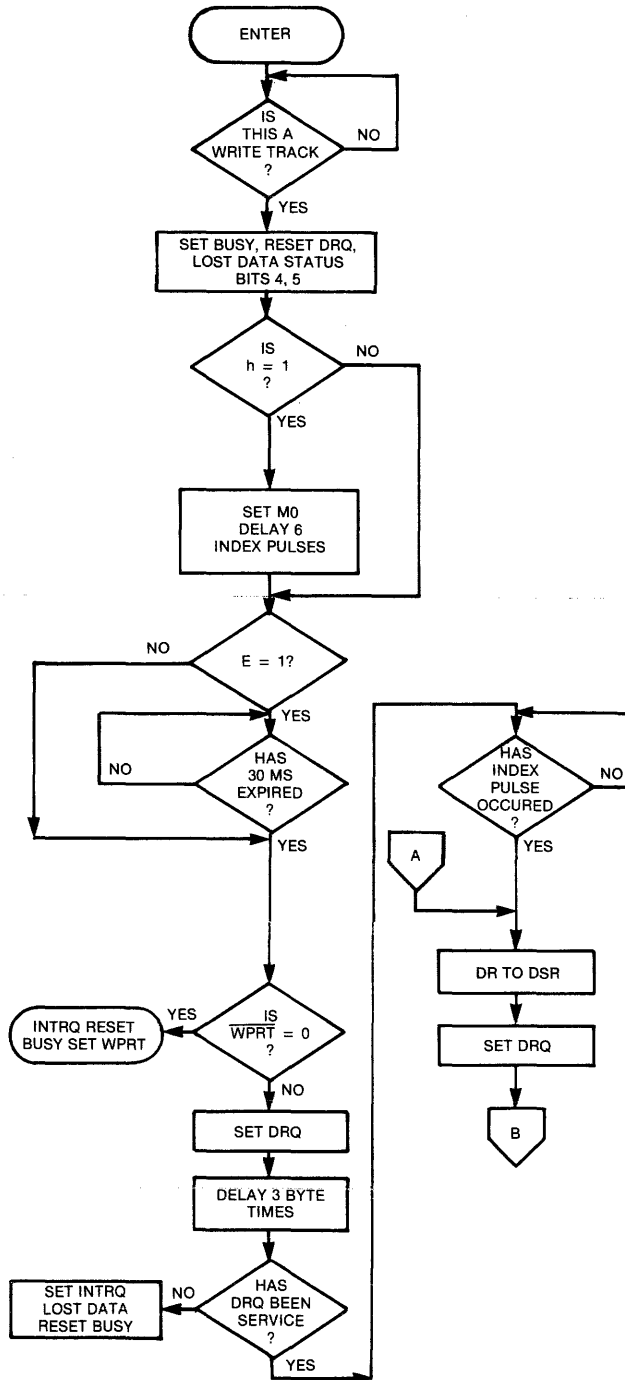 ENTER
IS
THIS A
WRITE TRACK
?
NO
YES
SET BUSY, RESET DRQ,
LOST DATA STATUS
BITS 4, 5
IS
h = 1
?
NO
YES
SET M0
DELAY 6
INDEX PULSES
NO
E = 1?
YES
HAS
30 MS
EXPIRED
?
NO
YES
IS
WPRT = 0
?
YES
INTRQ RESET
BUSY SET WPRT
NO
SET DRQ
DELAY 3 BYTE
TIMES
HAS
DRQ BEEN
SERVICE
?
NO
SET INTRQ
LOST DATA
RESET BUSY
YES
HAS
INDEX
PULSE
OCCURED
?
NO
YES
A
DR TO DSR
SET DRQ
B